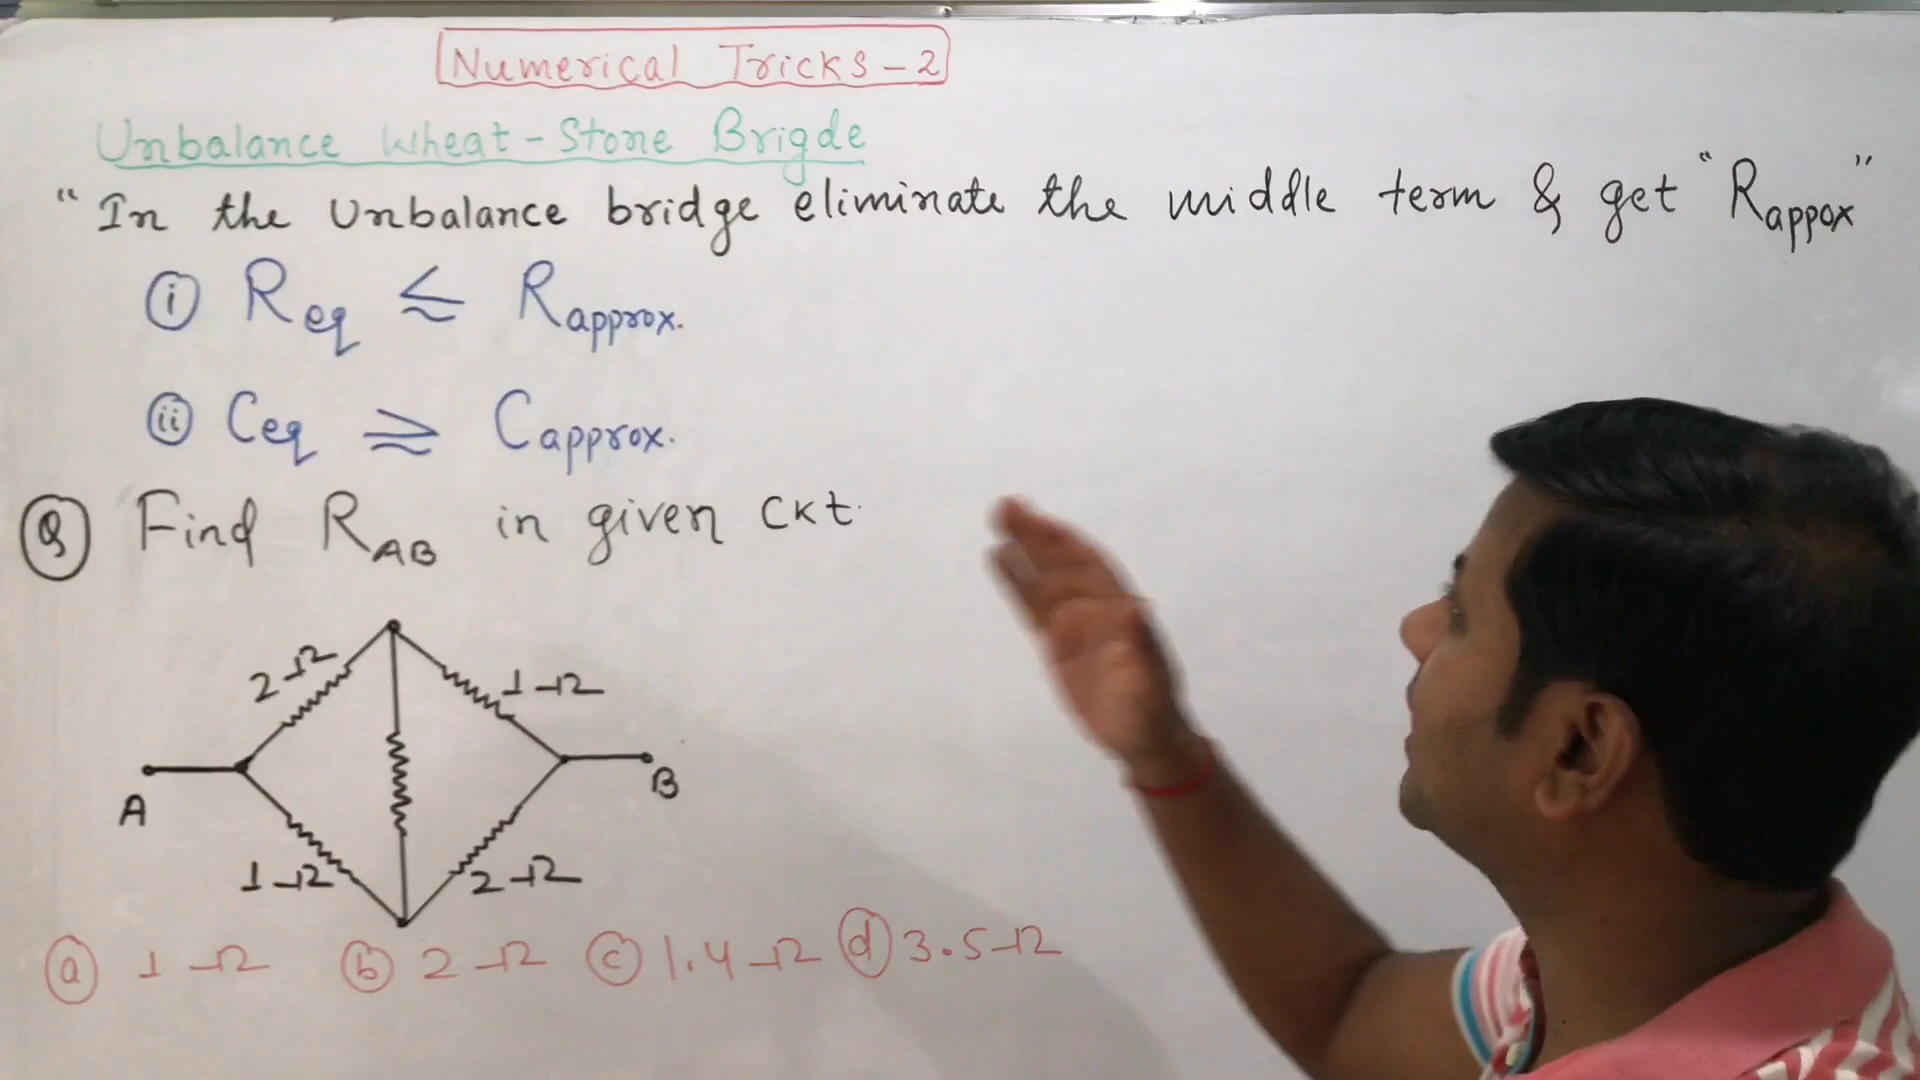 Numerical Tricks-2
Unbalance Wheat-Stone Brigde
"In the Unbalance bridge eliminate the middle term & get "Rappox"
(i) Req ≤ Rapprox.
(ii) Ceq ≥ Capprox.
(Q) Find RAB in given ckt.
2Ω 1Ω
A B
1Ω 2Ω
(a) 1Ω (b) 2Ω (c) 1.4Ω (d) 3.5Ω